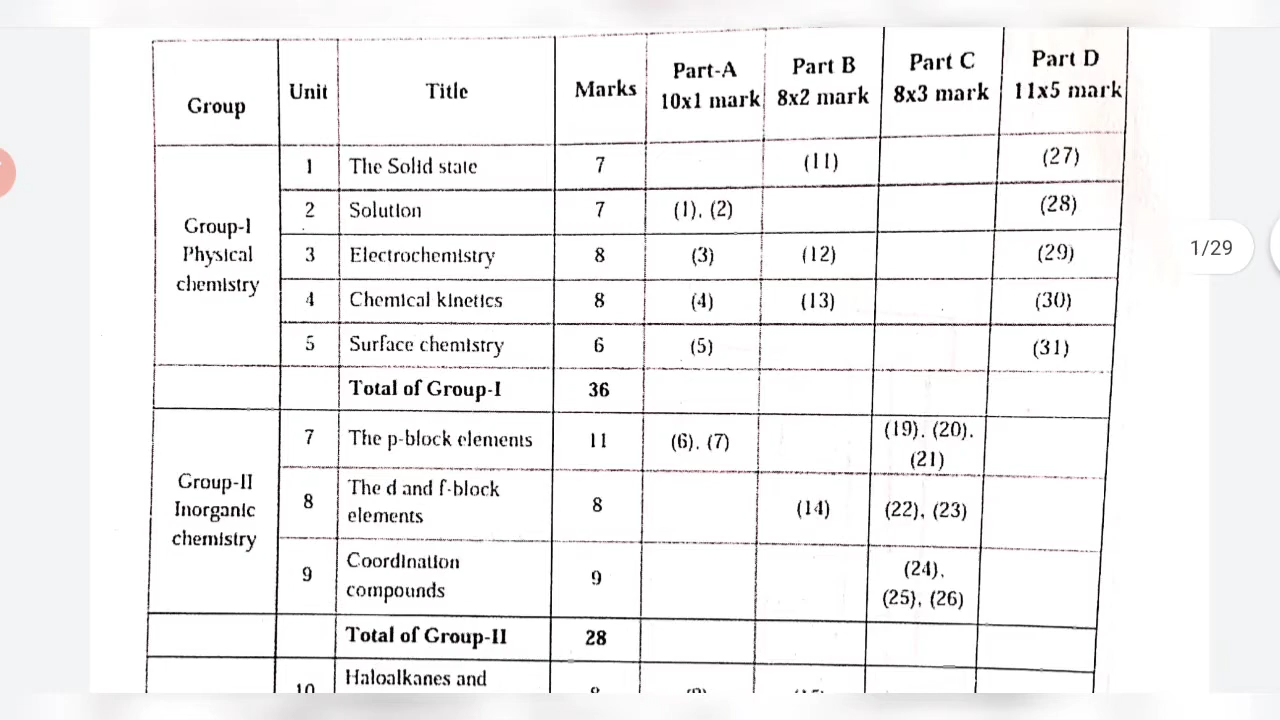 Group Unit Title Marks Part-A 10x1 mark Part B 8x2 mark Part C 8x3 mark Part D 11x5 mark
Group-I Physical chemistry
1 The Solid state 7 (11) (27)
2 Solution 7 (1), (2) (28)
3 Electrochemistry 8 (3) (12) (29)
4 Chemical kinetics 8 (4) (13) (30)
5 Surface chemistry 6 (5) (31)
Total of Group-I 36
Group-II Inorganic chemistry
7 The p-block elements 11 (6), (7) (19), (20), (21)
8 The d and f-block elements 8 (14) (22), (23)
9 Coordination compounds 9 (24), (25), (26)
Total of Group-II 28
10 Haloalkanes and
1/29